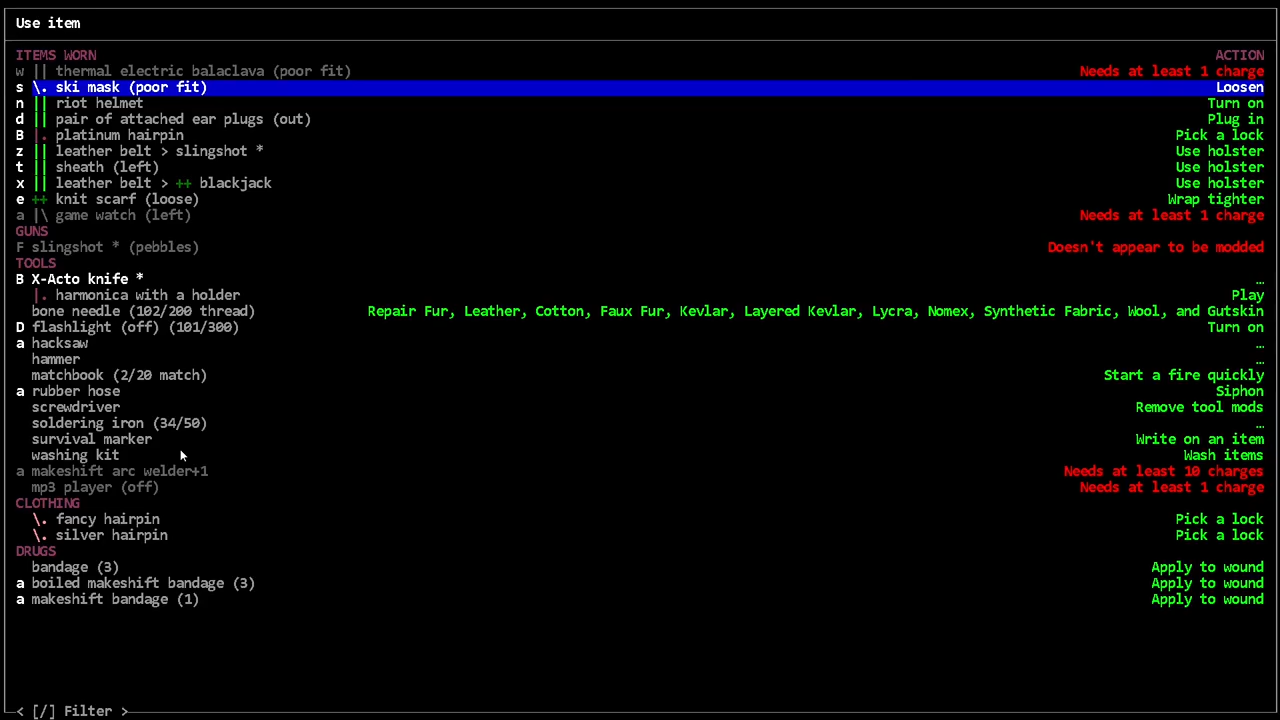 Use item
ITEMS WORN ACTION
w || thermal electric balaclava (poor fit) Needs at least 1 charge
s \. ski mask (poor fit) Loosen
n || riot helmet Turn on
d || pair of attached ear plugs (out) Plug in
B |. platinum hairpin Pick a lock
z || leather belt > slingshot * Use holster
t || sheath (left) Use holster
x || leather belt > ++ blackjack Use holster
e ++ knit scarf (loose) Wrap tighter
a |\ game watch (left) Needs at least 1 charge
GUNS
F slingshot * (pebbles) Doesn't appear to be modded
TOOLS
B X-Acto knife * …
|. harmonica with a holder Play
bone needle (102/200 thread) Repair Fur, Leather, Cotton, Faux Fur, Kevlar, Layered Kevlar, Lycra, Nomex, Synthetic Fabric, Wool, and Gutskin
D flashlight (off) (101/300) Turn on
a hacksaw …
hammer …
matchbook (2/20 match) Start a fire quickly
a rubber hose Siphon
screwdriver Remove tool mods
soldering iron (34/50) …
survival marker Write on an item
washing kit Wash items
a makeshift arc welder+1 Needs at least 10 charges
mp3 player (off) Needs at least 1 charge
CLOTHING
\. fancy hairpin Pick a lock
\. silver hairpin Pick a lock
DRUGS
bandage (3) Apply to wound
a boiled makeshift bandage (3) Apply to wound
a makeshift bandage (1) Apply to wound
< [/] Filter >